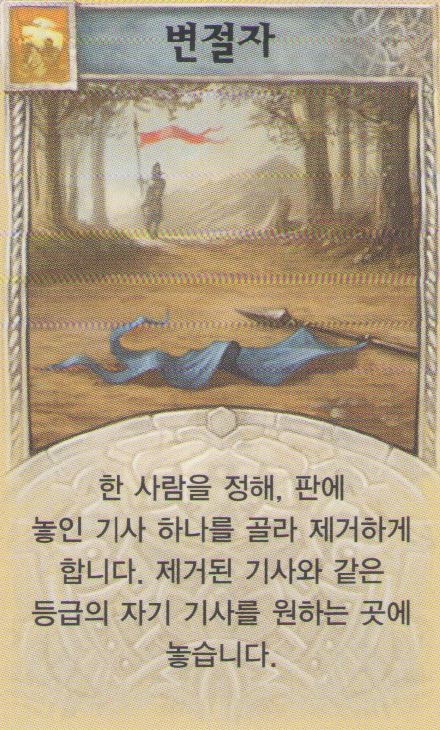 변절자
한 사람을 정해, 판에
놓인 기사 하나를 골라 제거하게
합니다. 제거된 기사와 같은
등급의 자기 기사를 원하는 곳에
놓습니다.